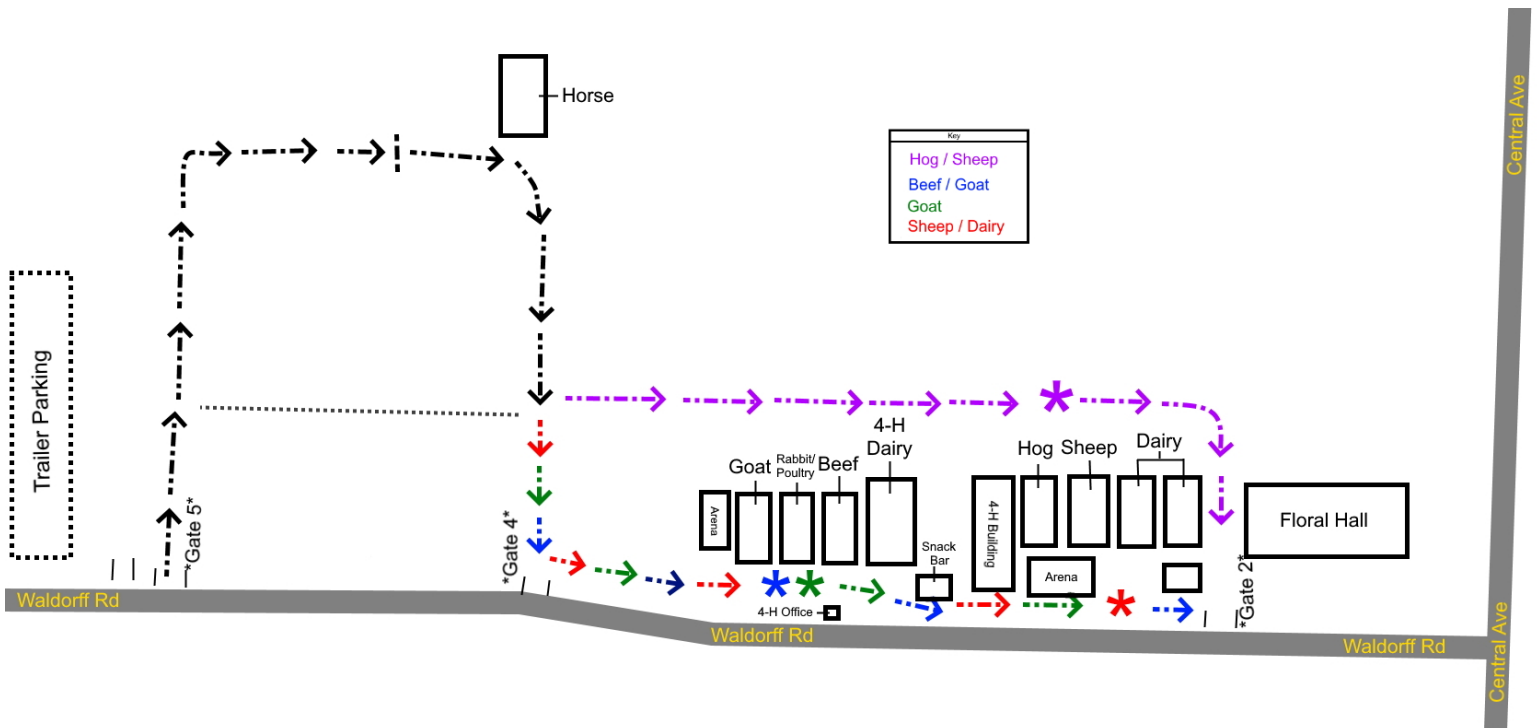 Horse
Central Ave
Key
Hog / Sheep
Beef / Goat
Goat
Sheep / Dairy
Trailer Parking
*Gate 5*
*Gate 4*
Arena
Goat
Rabbit/
Poultry
Beef
4-H
Dairy
Snack
Bar
4-H Office
4-H Building
Hog
Sheep
Dairy
Arena
Floral Hall
*Gate 2*
Waldorff Rd
Waldorff Rd
Waldorff Rd
Central Ave